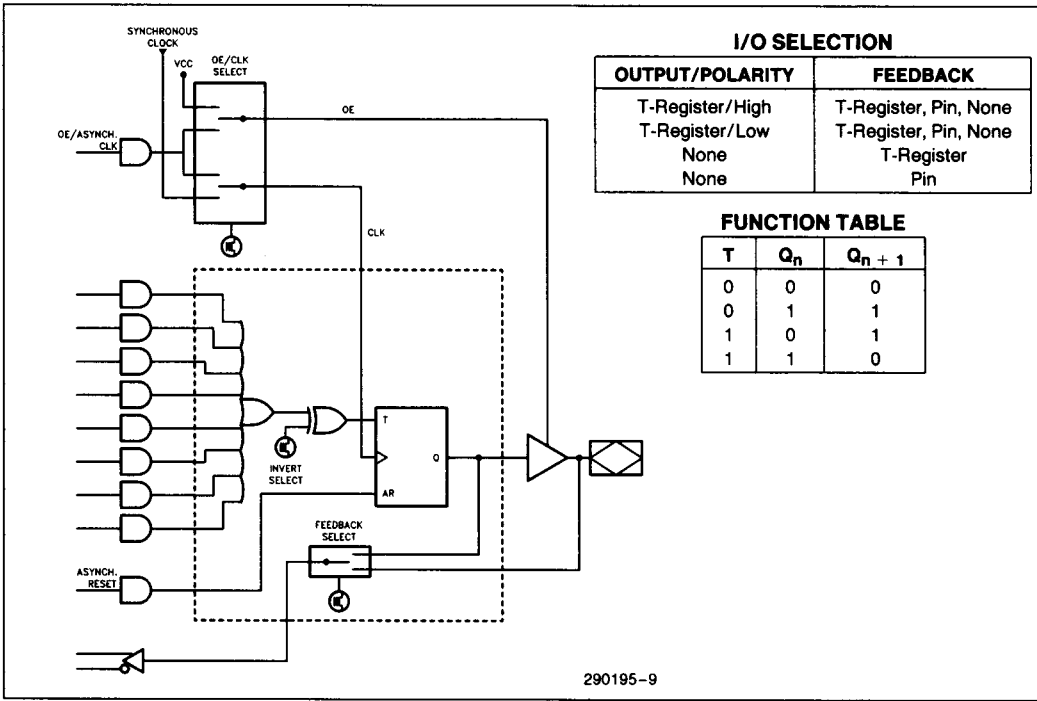 SYNCHRONOUS
CLOCK
VCC
OE/CLK
SELECT
OE
OE/ASYNCH.
CLK
CLK
I/O SELECTION
OUTPUT/POLARITY FEEDBACK
T-Register/High T-Register, Pin, None
T-Register/Low T-Register, Pin, None
None T-Register
None Pin
FUNCTION TABLE
T Qn Qn + 1
0 0 0
0 1 1
1 0 1
1 1 0
T
Q
AR
INVERT
SELECT
FEEDBACK
SELECT
ASYNCH.
RESET
290195-9